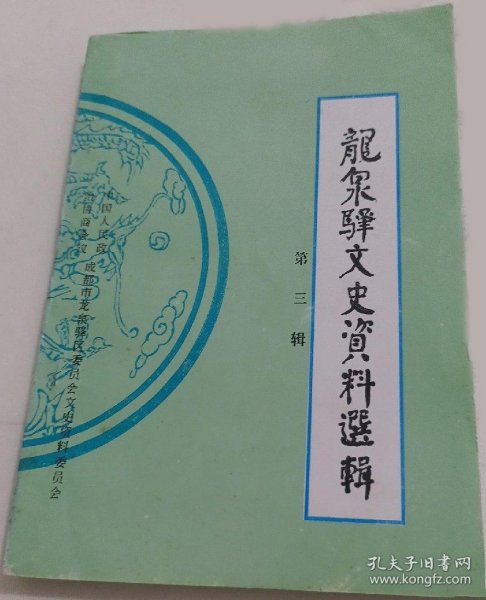 龍泉驛文史資料選輯
第三辑
中国人民政
治协商会议
成都市龙泉驿区委员会文史资料委员会
孔夫子旧书网
www.kongfz.com